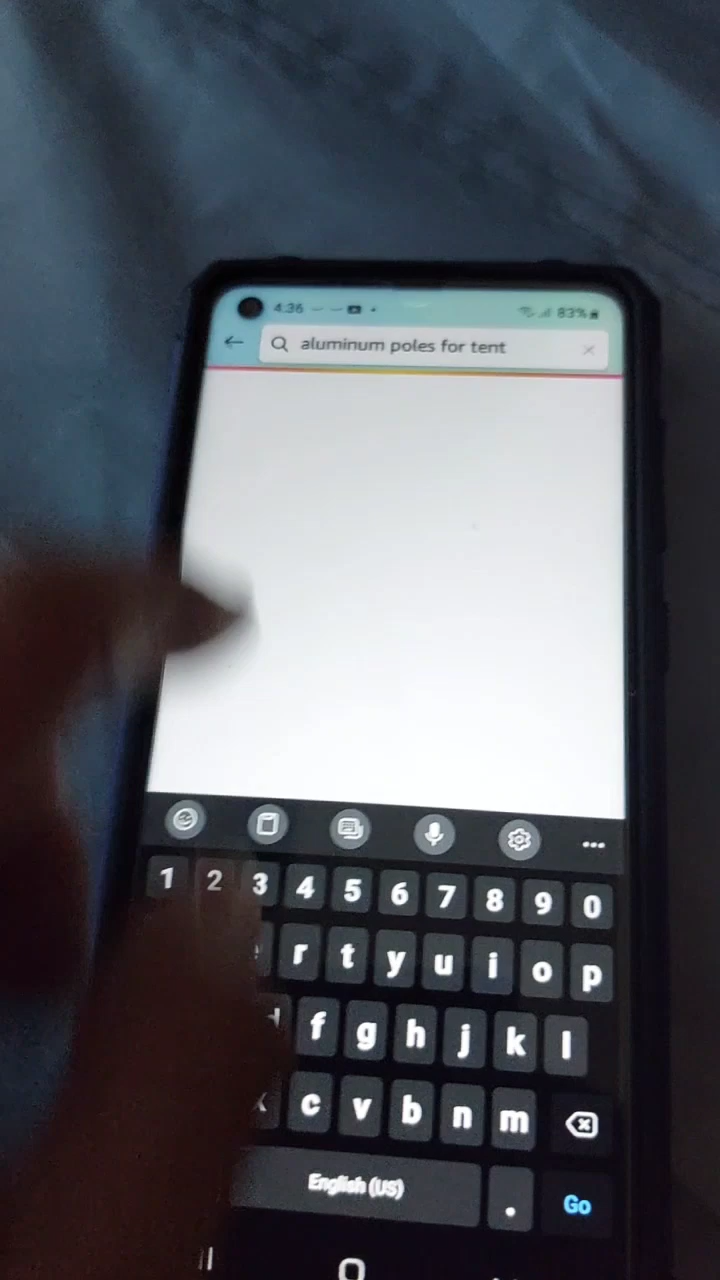 4:36 83%
aluminum poles for tent
1 2 3 4 5 6 7 8 9 0
r t y u i o p
f g h j k l
c v b n m
English (US) . Go